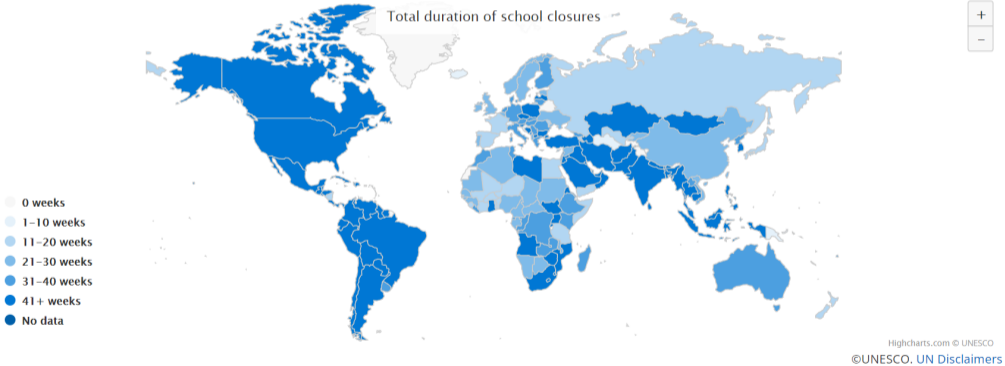 Total duration of school closures
+
−
0 weeks
1–10 weeks
11–20 weeks
21–30 weeks
31–40 weeks
41+ weeks
No data
Highcharts.com © UNESCO
©UNESCO. UN Disclaimers